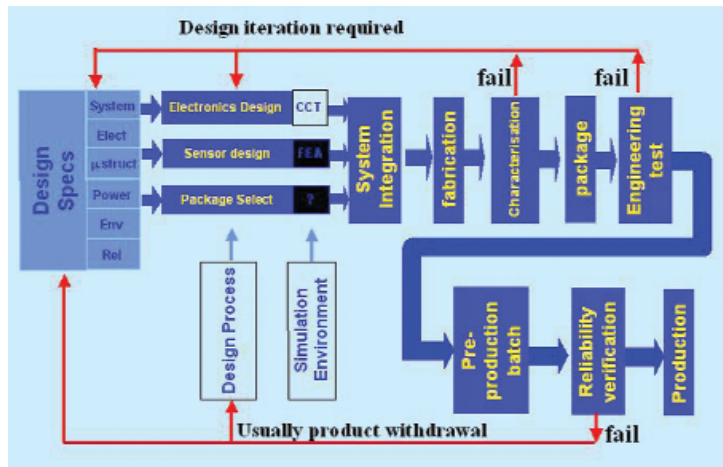 Design iteration required
fail
fail
Design
Specs
System
Elect
µstruct
Power
Env
Rel
Electronics Design
CCT
Sensor design
FEA
Package Select
?
System
Integration
fabrication
Characterisation
package
Engineering
test
Design Process
Simulation
Environment
Pre-
production
batch
Reliability
verification
Production
Usually product withdrawal
fail